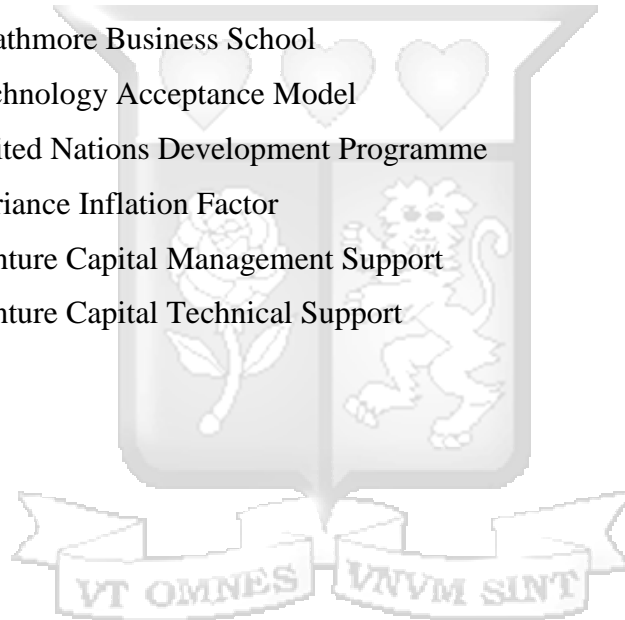 athmore Business School
chnology Acceptance Model
ited Nations Development Programme
riance Inflation Factor
nture Capital Management Support
nture Capital Technical Support
VT OMNES VNVM SINT